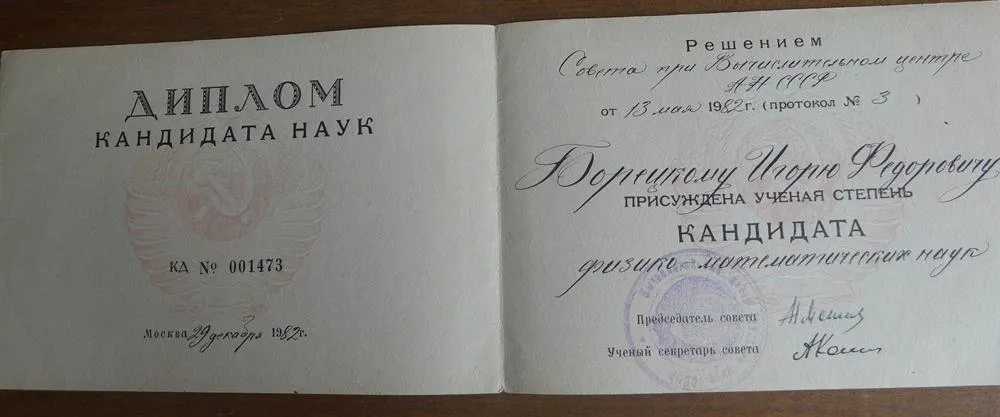 ДИПЛОМ
КАНДИДАТА НАУК
КД № 001473
Москва 29 декабря 1982г.
Решением
Совета при Вычислительном центре
АН СССР
от 13 мая 1982г. (протокол № 3 )
Борецкому Игорю Федоровичу
ПРИСУЖДЕНА УЧЕНАЯ СТЕПЕНЬ
КАНДИДАТА
физико-математических наук
Председатель совета
Ученый секретарь совета